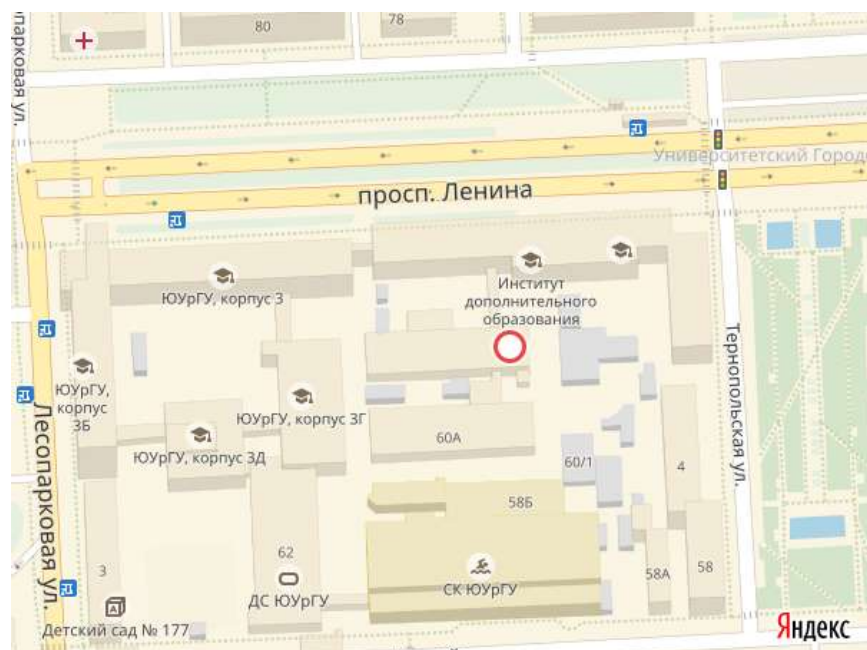 80
78
опарковая ул.
Университетский Городо
просп. Ленина
ЮУрГУ, корпус 3
Институт
дополнительного
образования
ЮУрГУ,
корпус
3Б
ЮУрГУ, корпус 3Г
ЮУрГУ, корпус 3Д
60А
60/1
4
Тернопольская ул.
Лесопарковая ул.
58Б
62
3
ДС ЮУрГУ
СК ЮУрГУ
58А
58
Детский сад № 177
Яндекс